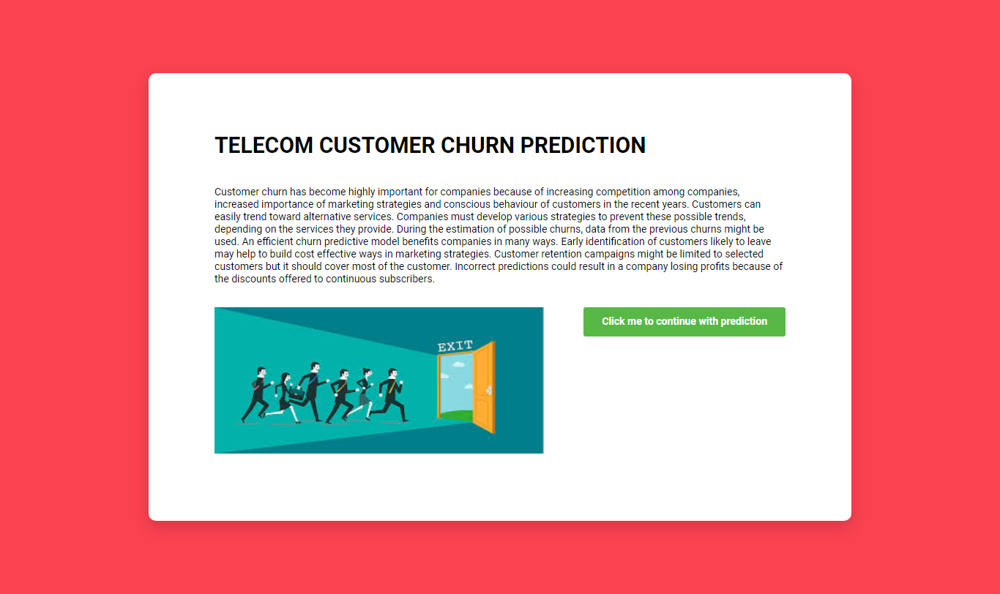 TELECOM CUSTOMER CHURN PREDICTION
Customer churn has become highly important for companies because of increasing competition among companies,
increased importance of marketing strategies and conscious behaviour of customers in the recent years. Customers can
easily trend toward alternative services. Companies must develop various strategies to prevent these possible trends,
depending on the services they provide. During the estimation of possible churns, data from the previous churns might be
used. An efficient churn predictive model benefits companies in many ways. Early identification of customers likely to leave
may help to build cost effective ways in marketing strategies. Customer retention campaigns might be limited to selected
customers but it should cover most of the customer. Incorrect predictions could result in a company losing profits because of
the discounts offered to continuous subscribers.
Click me to continue with prediction
EXIT